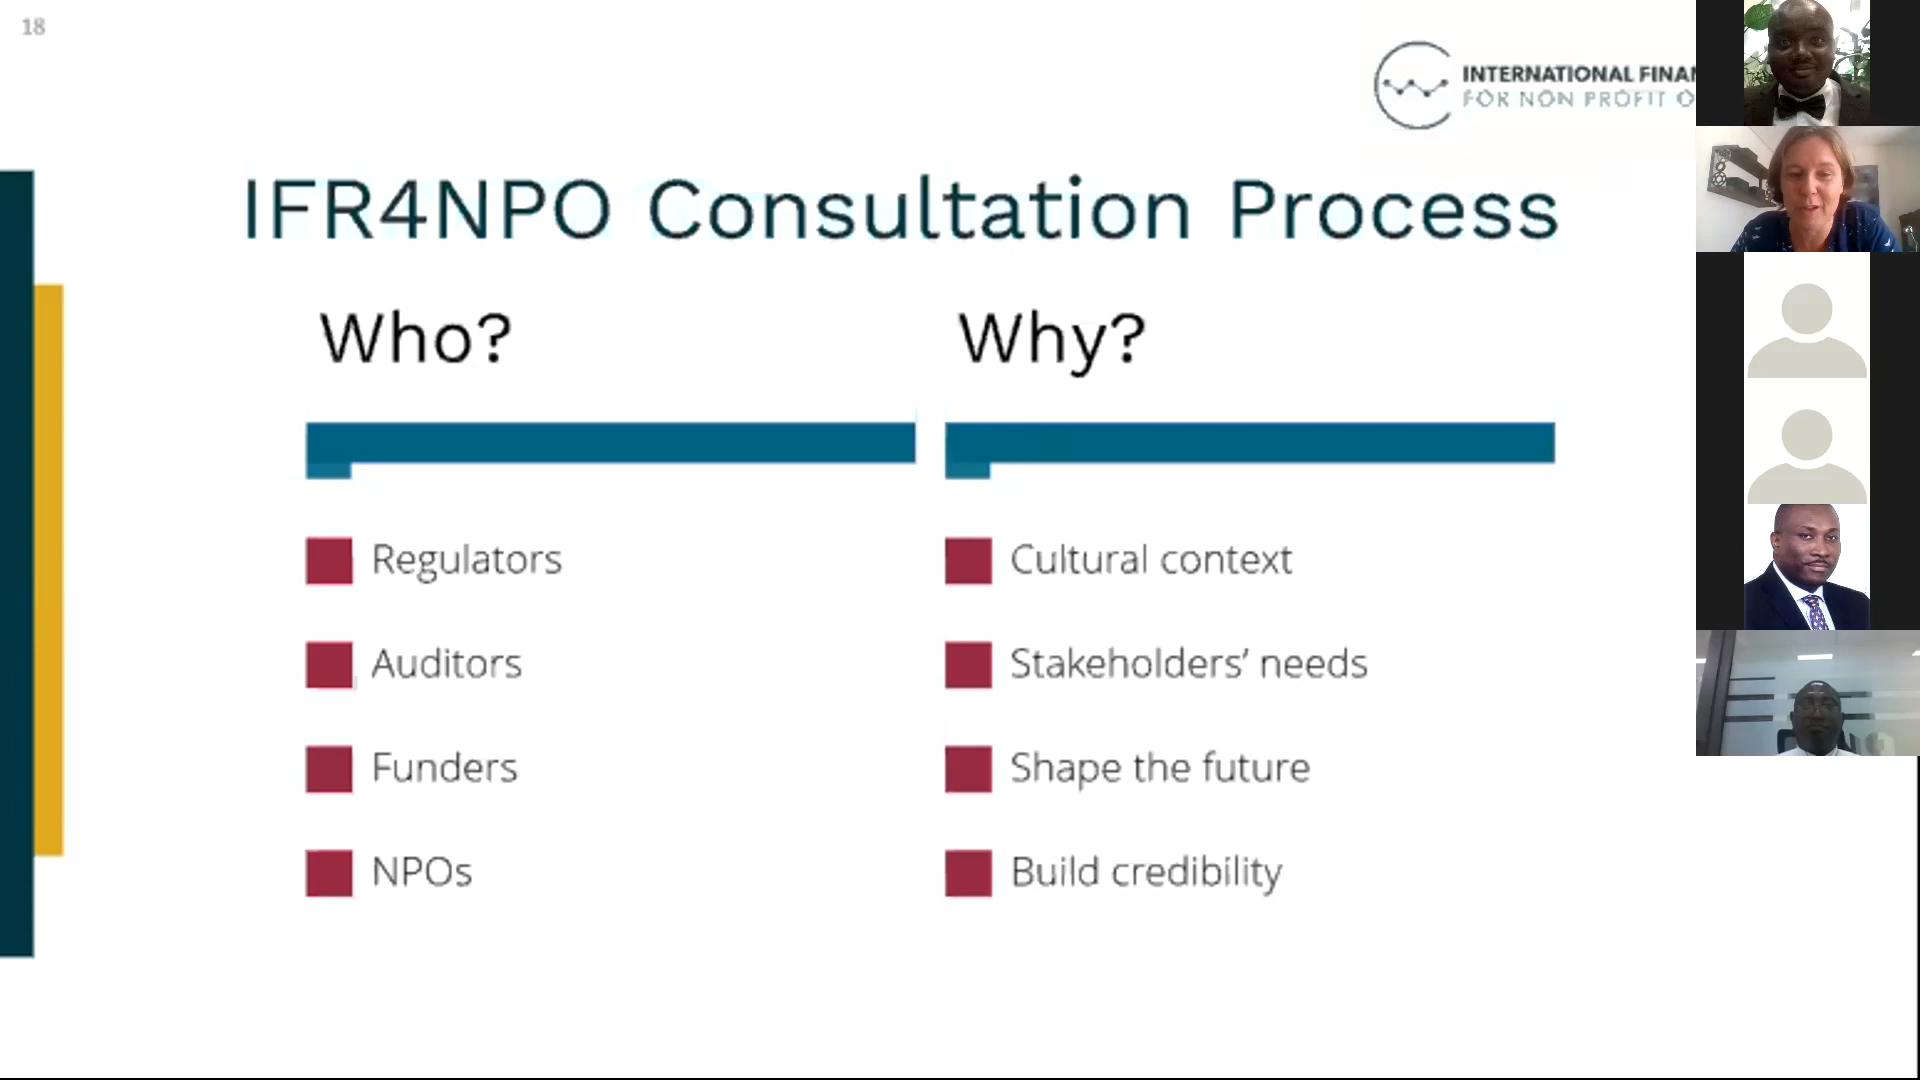 18
INTERNATIONAL FINAN
FOR NON PROFIT O
IFR4NPO Consultation Process
Who?
Regulators
Auditors
Funders
NPOs
Why?
Cultural context
Stakeholders’ needs
Shape the future
Build credibility